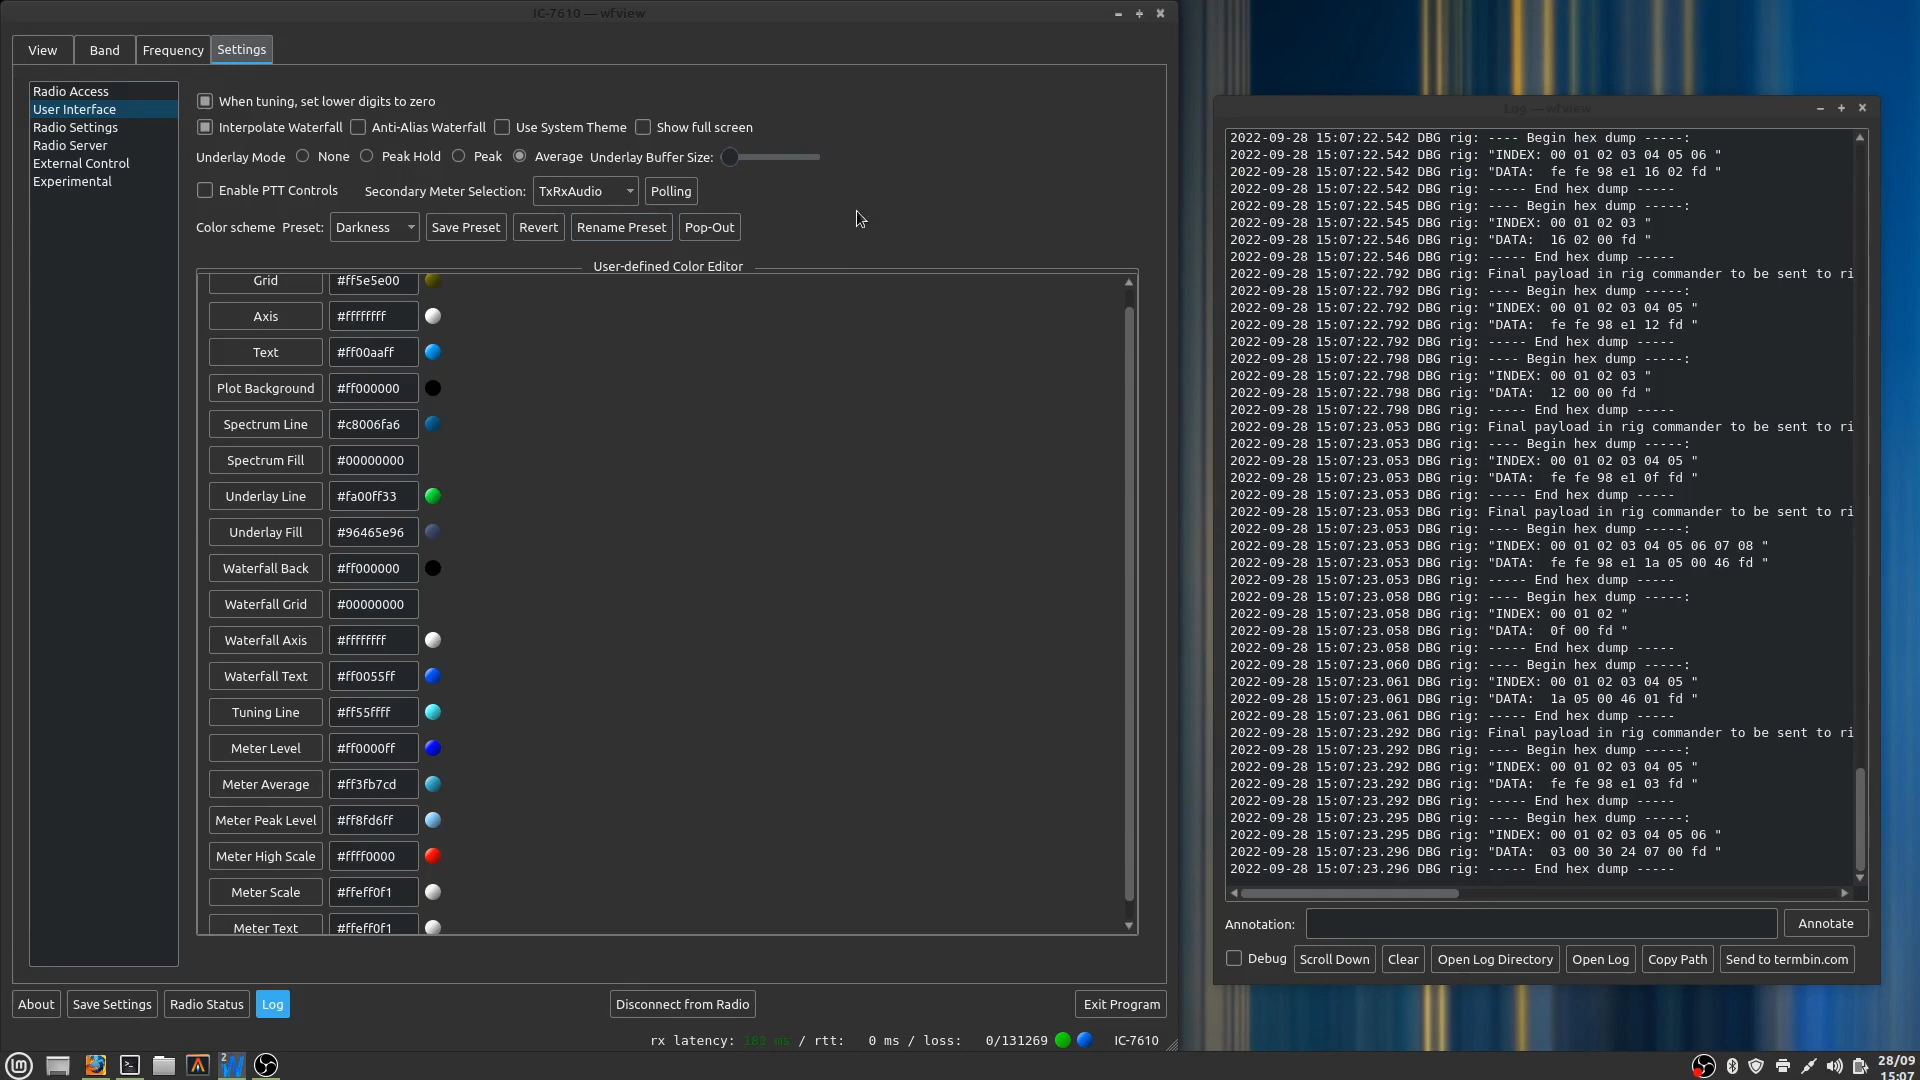 IC-7610 — wfview
View Band Frequency Settings
Radio Access
User Interface
Radio Settings
Radio Server
External Control
Experimental
When tuning, set lower digits to zero
Interpolate Waterfall Anti-Alias Waterfall Use System Theme Show full screen
Underlay Mode None Peak Hold Peak Average Underlay Buffer Size:
Enable PTT Controls Secondary Meter Selection: TxRxAudio Polling
Color scheme Preset: Darkness Save Preset Revert Rename Preset Pop-Out
User-defined Color Editor
Grid #ff5e5e00
Axis #ffffffff
Text #ff00aaff
Plot Background #ff000000
Spectrum Line #c8006fa6
Spectrum Fill #00000000
Underlay Line #fa00ff33
Underlay Fill #96465e96
Waterfall Back #ff000000
Waterfall Grid #00000000
Waterfall Axis #ffffffff
Waterfall Text #ff0055ff
Tuning Line #ff55ffff
Meter Level #ff0000ff
Meter Average #ff3fb7cd
Meter Peak Level #ff8fd6ff
Meter High Scale #ffff0000
Meter Scale #ffeff0f1
Meter Text #ffeff0f1
About Save Settings Radio Status Log Disconnect from Radio Exit Program
rx latency: 183 ms / rtt: 0 ms / loss: 0/131269 IC-7610
Log — wfview
2022-09-28 15:07:22.542 DBG rig: ---- Begin hex dump -----:
2022-09-28 15:07:22.542 DBG rig: "INDEX: 00 01 02 03 04 05 06 "
2022-09-28 15:07:22.542 DBG rig: "DATA:  fe fe 98 e1 16 02 fd "
2022-09-28 15:07:22.542 DBG rig: ----- End hex dump -----
2022-09-28 15:07:22.545 DBG rig: ---- Begin hex dump -----:
2022-09-28 15:07:22.545 DBG rig: "INDEX: 00 01 02 03 "
2022-09-28 15:07:22.546 DBG rig: "DATA:  16 02 00 fd "
2022-09-28 15:07:22.546 DBG rig: ----- End hex dump -----
2022-09-28 15:07:22.792 DBG rig: Final payload in rig commander to be sent to ri
2022-09-28 15:07:22.792 DBG rig: ---- Begin hex dump -----:
2022-09-28 15:07:22.792 DBG rig: "INDEX: 00 01 02 03 04 05 "
2022-09-28 15:07:22.792 DBG rig: "DATA:  fe fe 98 e1 12 fd "
2022-09-28 15:07:22.792 DBG rig: ----- End hex dump -----
2022-09-28 15:07:22.798 DBG rig: ---- Begin hex dump -----:
2022-09-28 15:07:22.798 DBG rig: "INDEX: 00 01 02 03 "
2022-09-28 15:07:22.798 DBG rig: "DATA:  12 00 00 fd "
2022-09-28 15:07:22.798 DBG rig: ----- End hex dump -----
2022-09-28 15:07:23.053 DBG rig: Final payload in rig commander to be sent to ri
2022-09-28 15:07:23.053 DBG rig: ---- Begin hex dump -----:
2022-09-28 15:07:23.053 DBG rig: "INDEX: 00 01 02 03 04 05 "
2022-09-28 15:07:23.053 DBG rig: "DATA:  fe fe 98 e1 0f fd "
2022-09-28 15:07:23.053 DBG rig: ----- End hex dump -----
2022-09-28 15:07:23.053 DBG rig: Final payload in rig commander to be sent to ri
2022-09-28 15:07:23.053 DBG rig: ---- Begin hex dump -----:
2022-09-28 15:07:23.053 DBG rig: "INDEX: 00 01 02 03 04 05 06 07 08 "
2022-09-28 15:07:23.053 DBG rig: "DATA:  fe fe 98 e1 1a 05 00 46 fd "
2022-09-28 15:07:23.053 DBG rig: ----- End hex dump -----
2022-09-28 15:07:23.058 DBG rig: ---- Begin hex dump -----:
2022-09-28 15:07:23.058 DBG rig: "INDEX: 00 01 02 "
2022-09-28 15:07:23.058 DBG rig: "DATA:  0f 00 fd "
2022-09-28 15:07:23.058 DBG rig: ----- End hex dump -----
2022-09-28 15:07:23.060 DBG rig: ---- Begin hex dump -----:
2022-09-28 15:07:23.061 DBG rig: "INDEX: 00 01 02 03 04 05 "
2022-09-28 15:07:23.061 DBG rig: "DATA:  1a 05 00 46 01 fd "
2022-09-28 15:07:23.061 DBG rig: ----- End hex dump -----
2022-09-28 15:07:23.292 DBG rig: Final payload in rig commander to be sent to ri
2022-09-28 15:07:23.292 DBG rig: ---- Begin hex dump -----:
2022-09-28 15:07:23.292 DBG rig: "INDEX: 00 01 02 03 04 05 "
2022-09-28 15:07:23.292 DBG rig: "DATA:  fe fe 98 e1 03 fd "
2022-09-28 15:07:23.292 DBG rig: ----- End hex dump -----
2022-09-28 15:07:23.295 DBG rig: ---- Begin hex dump -----:
2022-09-28 15:07:23.295 DBG rig: "INDEX: 00 01 02 03 04 05 06 "
2022-09-28 15:07:23.296 DBG rig: "DATA:  03 00 30 24 07 00 fd "
2022-09-28 15:07:23.296 DBG rig: ----- End hex dump -----
Annotation: Annotate
Debug Scroll Down Clear Open Log Directory Open Log Copy Path Send to termbin.com
2
28/09
15:07